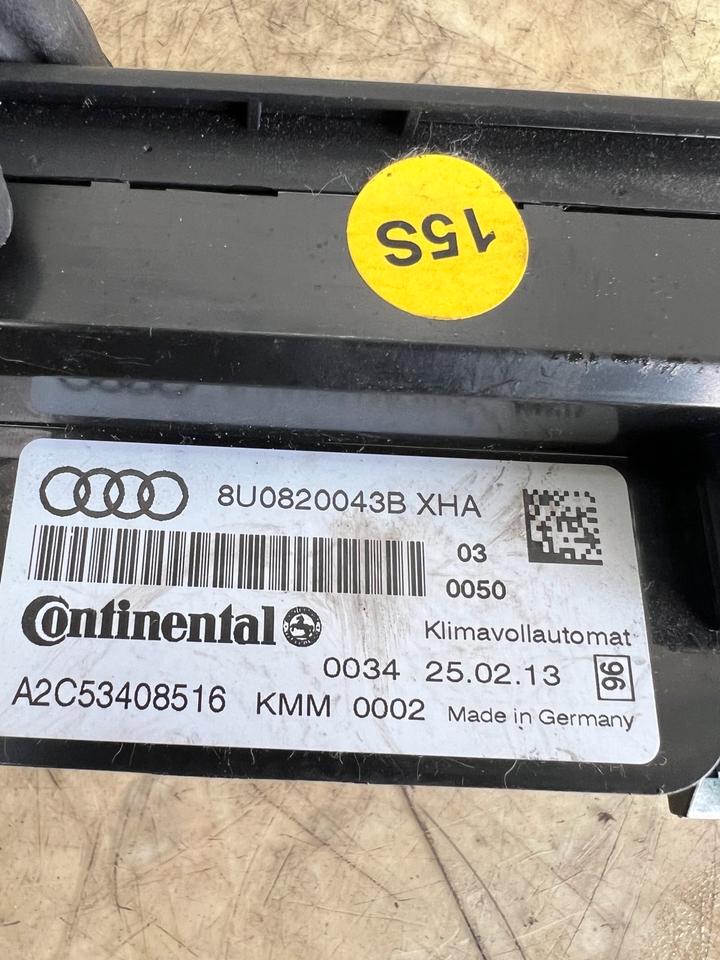 15S
8U0820043B XHA
03
0050
Continental
Klimavollautomat
0034 25.02.13
96
A2C53408516 KMM 0002 Made in Germany